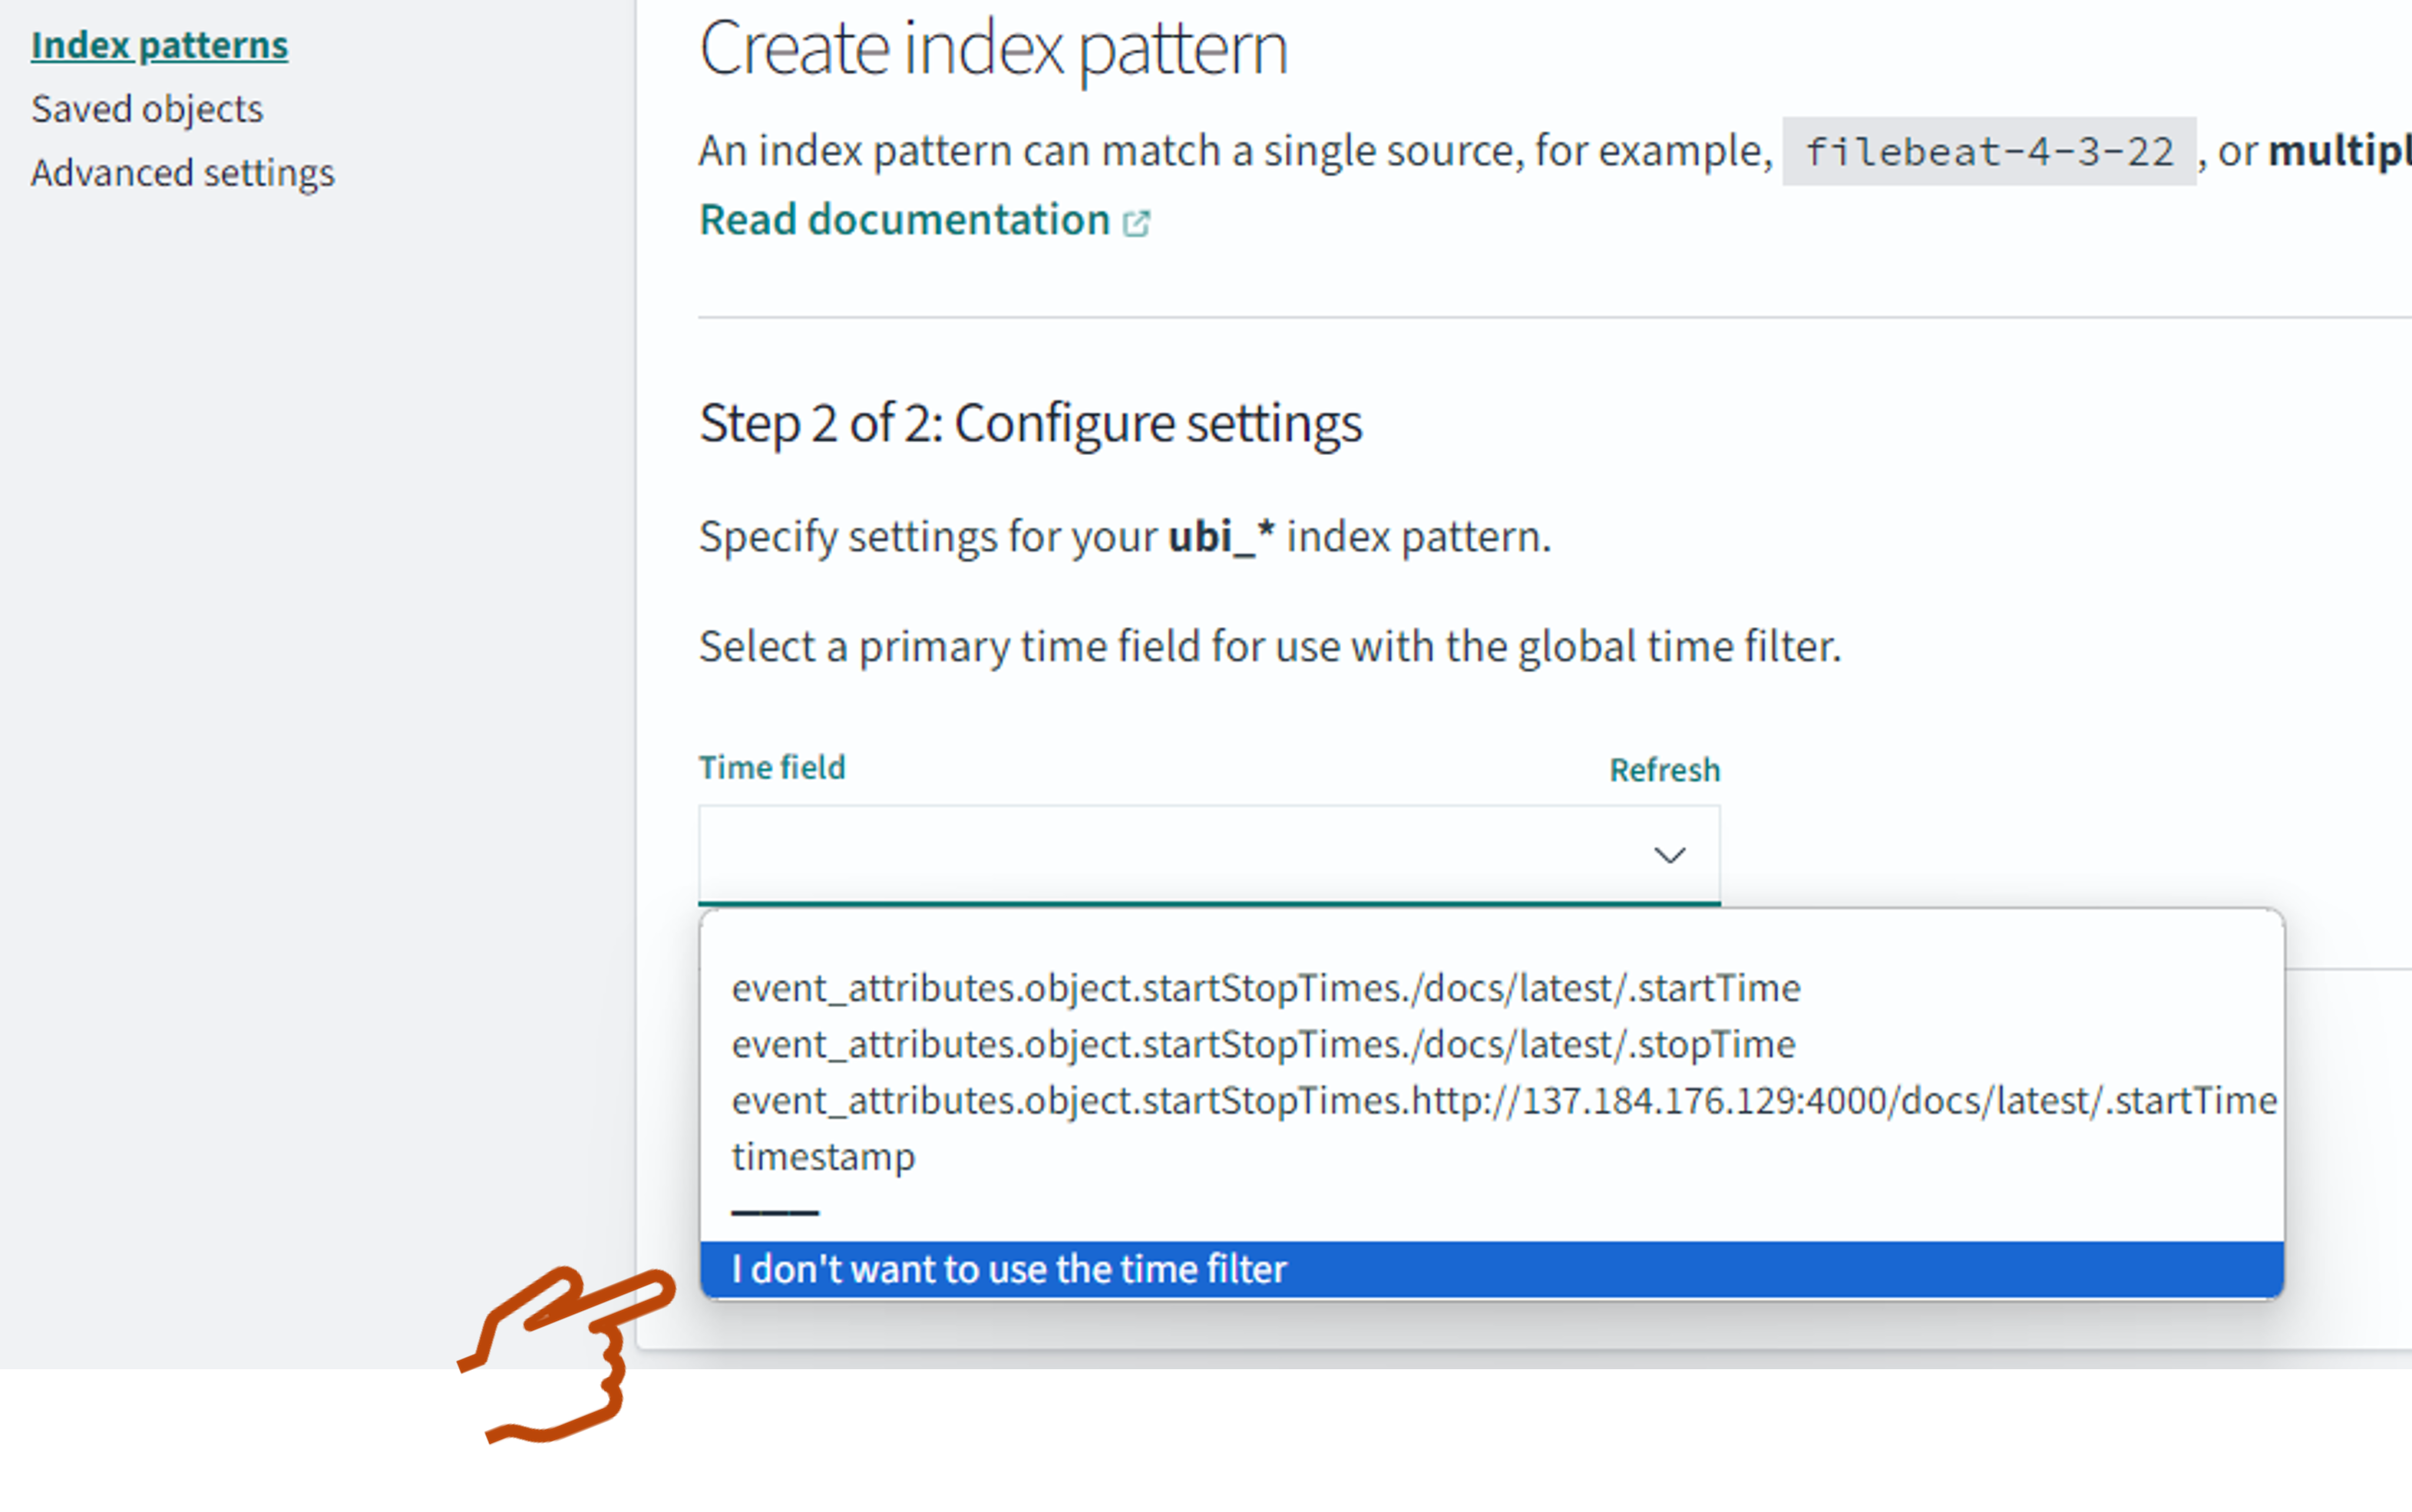 Index patterns
Saved objects
Advanced settings
Create index pattern
An index pattern can match a single source, for example, filebeat-4-3-22 , or
Read documentation
Step 2 of 2: Configure settings
Specify settings for your ubi_* index pattern.
Select a primary time field for use with the global time filter.
Time field
Refresh
event_attributes.object.startStopTimes./docs/latest/.startTime
event_attributes.object.startStopTimes./docs/latest/.stopTime
event_attributes.object.startStopTimes.http://137.184.176.129:4000/docs/latest/.startTime
timestamp
———
I don't want to use the time filter